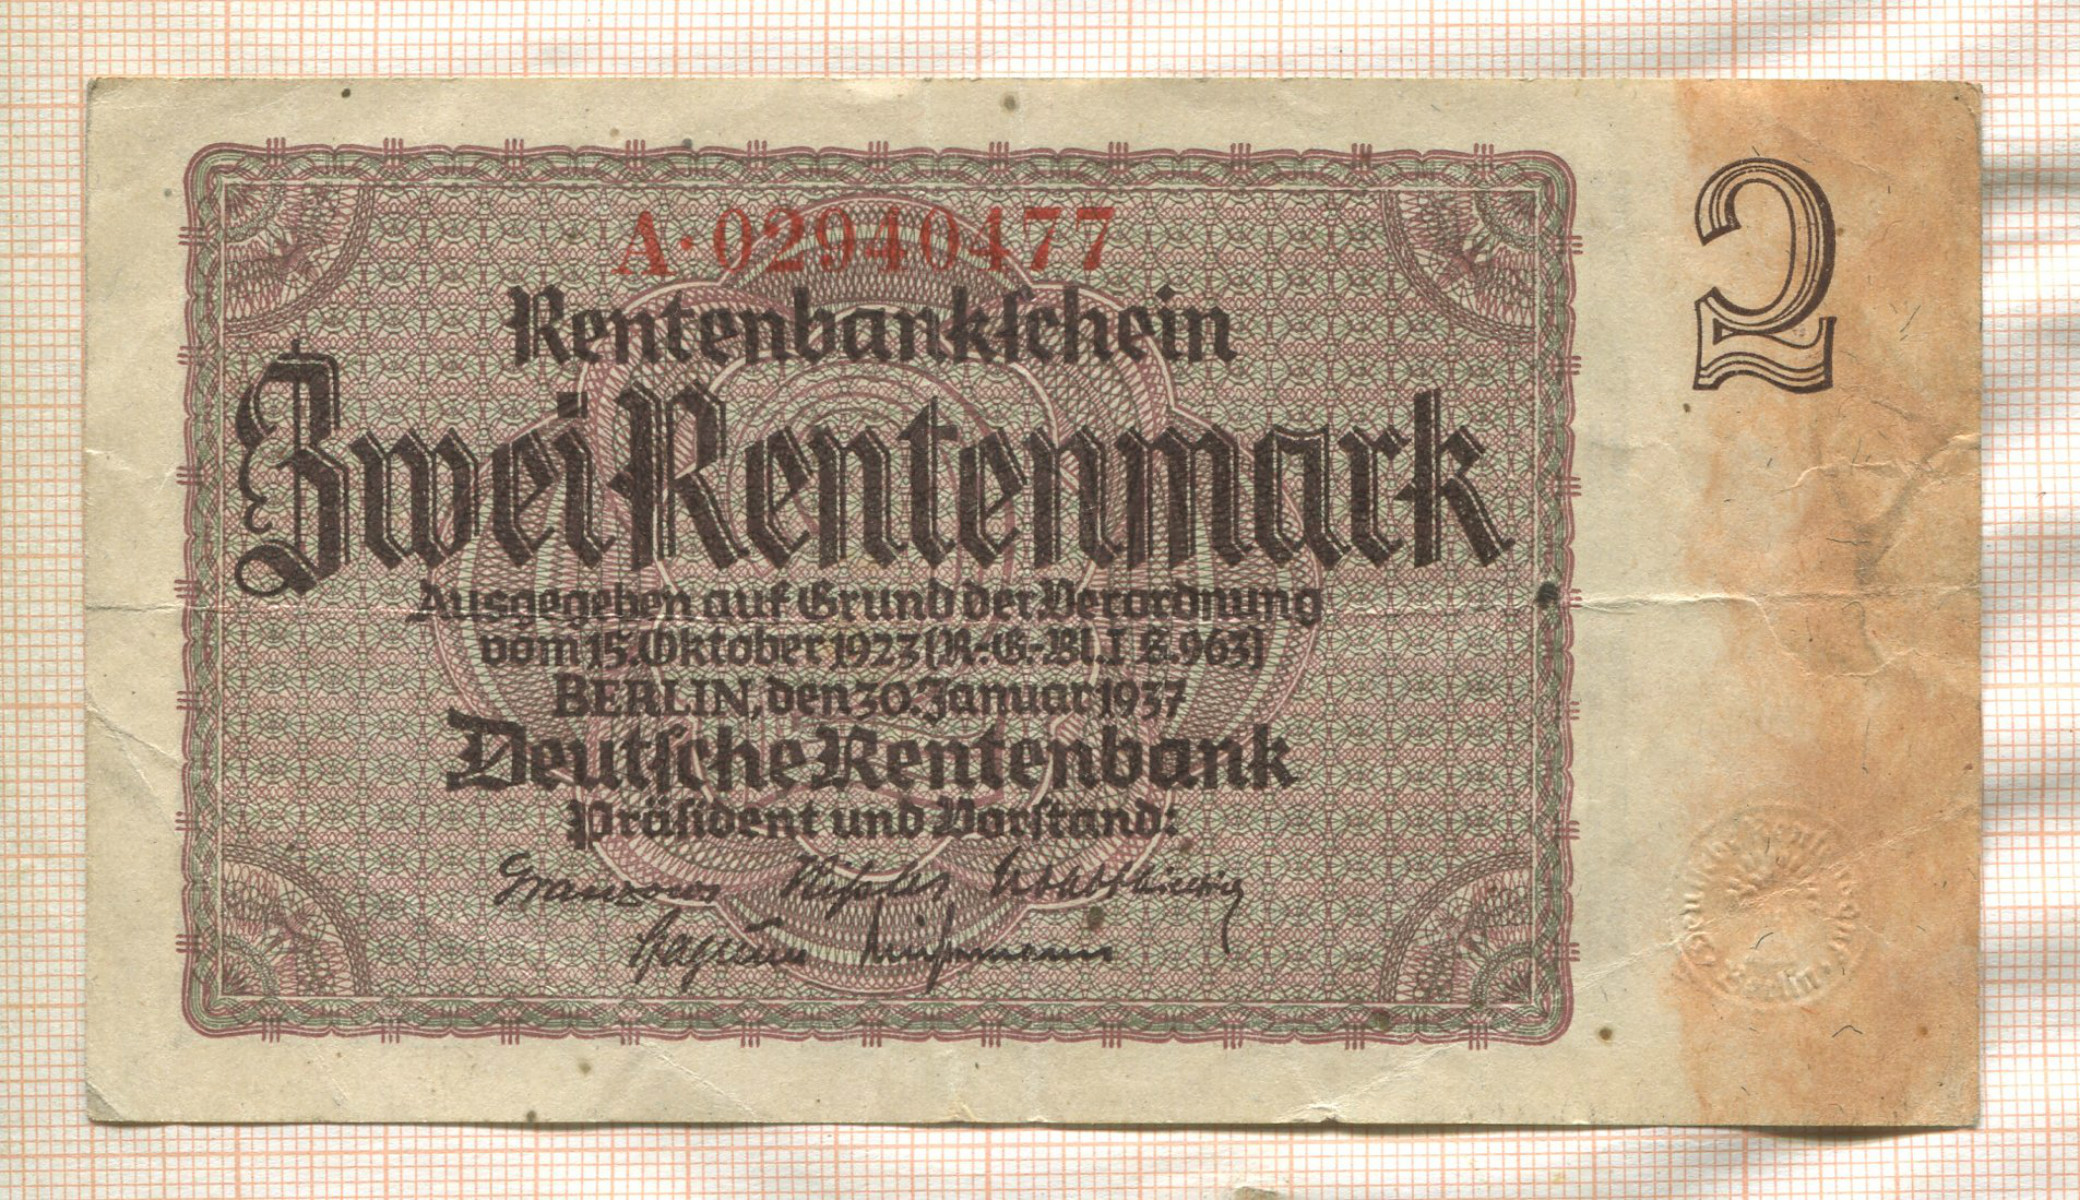 A·02940477
2
Rentenbankſchein
Zwei Rentenmark
Ausgegeben auf Grund der Verordnung
vom 15. Oktober 1923 (R.-G.-Bl. I S. 963)
BERLIN, den 30. Januar 1937
Deutſche Rentenbank
Präſident und Vorſtand:
Berlin